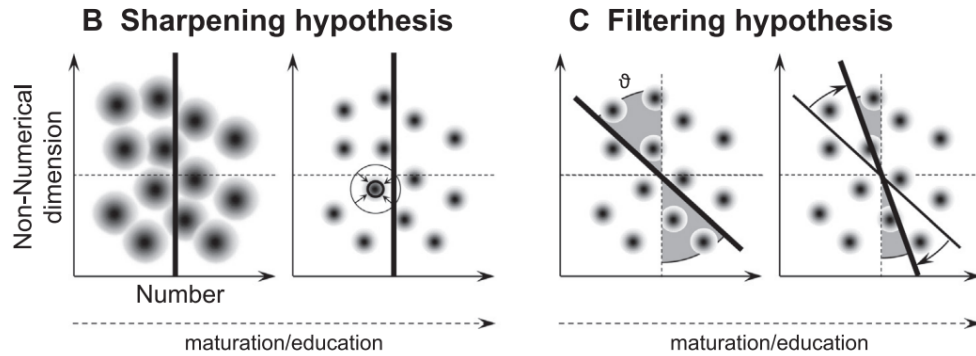 B Sharpening hypothesis
C Filtering hypothesis
Non-Numerical
dimension
Number
maturation/education
ϑ
maturation/education